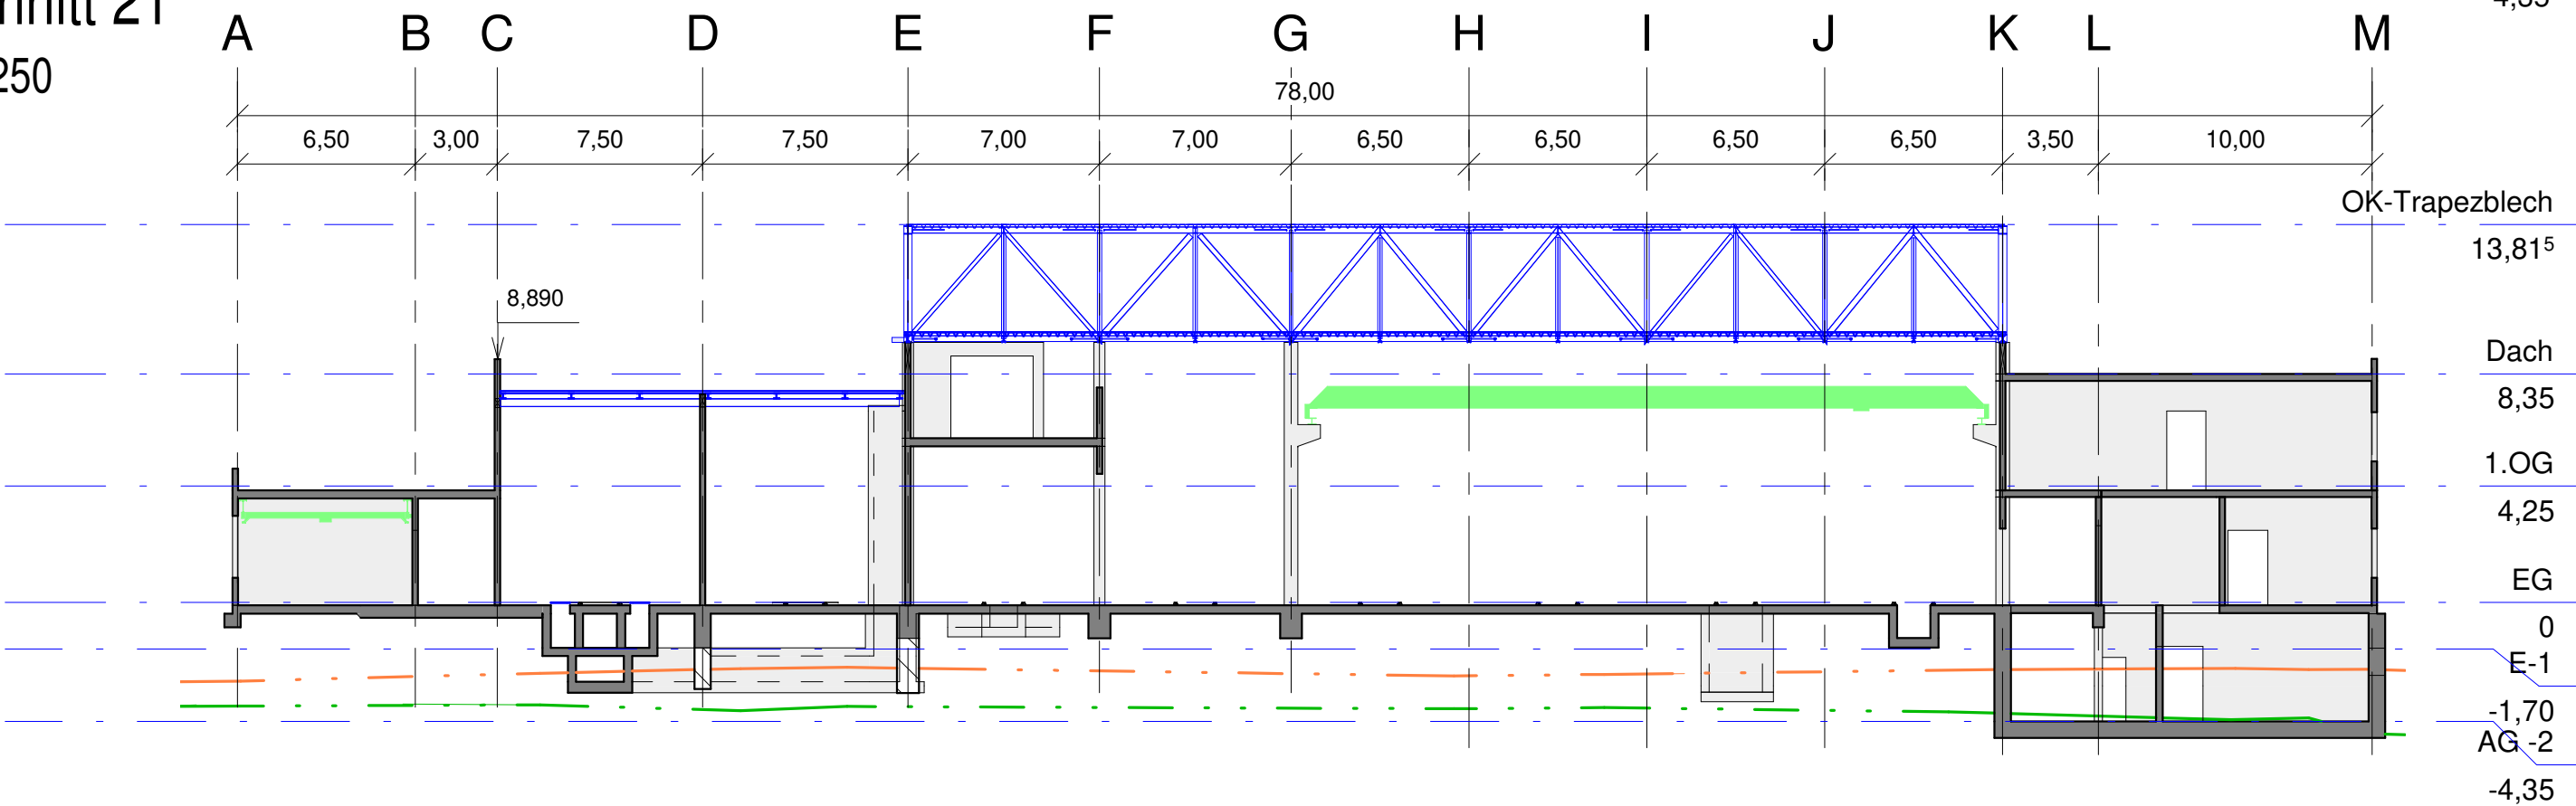 21
A B C D E F G H I J K L M
250
78,00
6,50 3,00 7,50 7,50 7,00 7,00 6,50 6,50 6,50 6,50 3,50 10,00
OK-Trapezblech
13,81⁵
8,890
Dach
8,35
1.OG
4,25
EG
0
E-1
-1,70
AG -2
-4,35